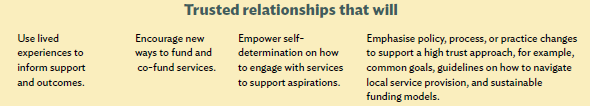 Trusted relationships that will
Use lived
experiences to
inform support
and outcomes.
Encourage new
ways to fund and
co-fund services.
Empower self-
determination on how
to engage with services
to support aspirations.
Emphasise policy, process, or practice changes
to support a high trust approach, for example,
common goals, guidelines on how to navigate
local service provision, and sustainable
funding models.